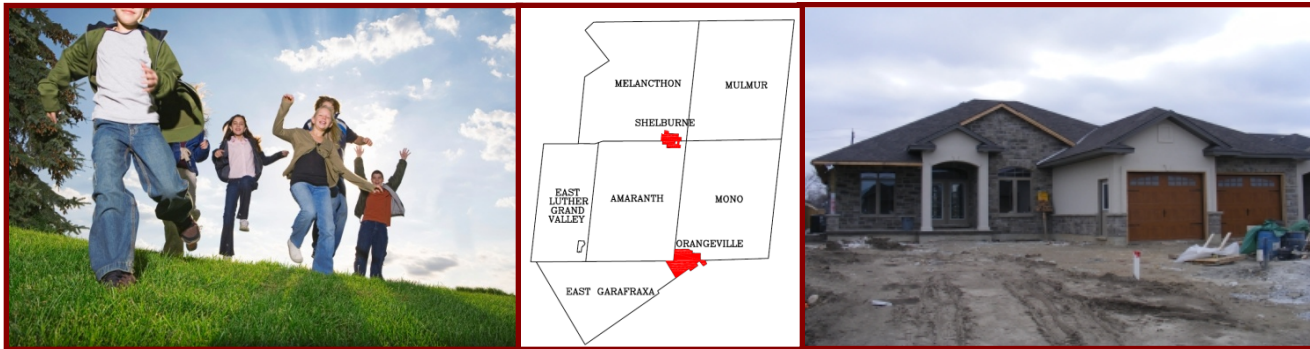 MELANCTHON
MULMUR
SHELBURNE
EAST
LUTHER
GRAND
VALLEY
AMARANTH
MONO
ORANGEVILLE
EAST GARAFRAXA